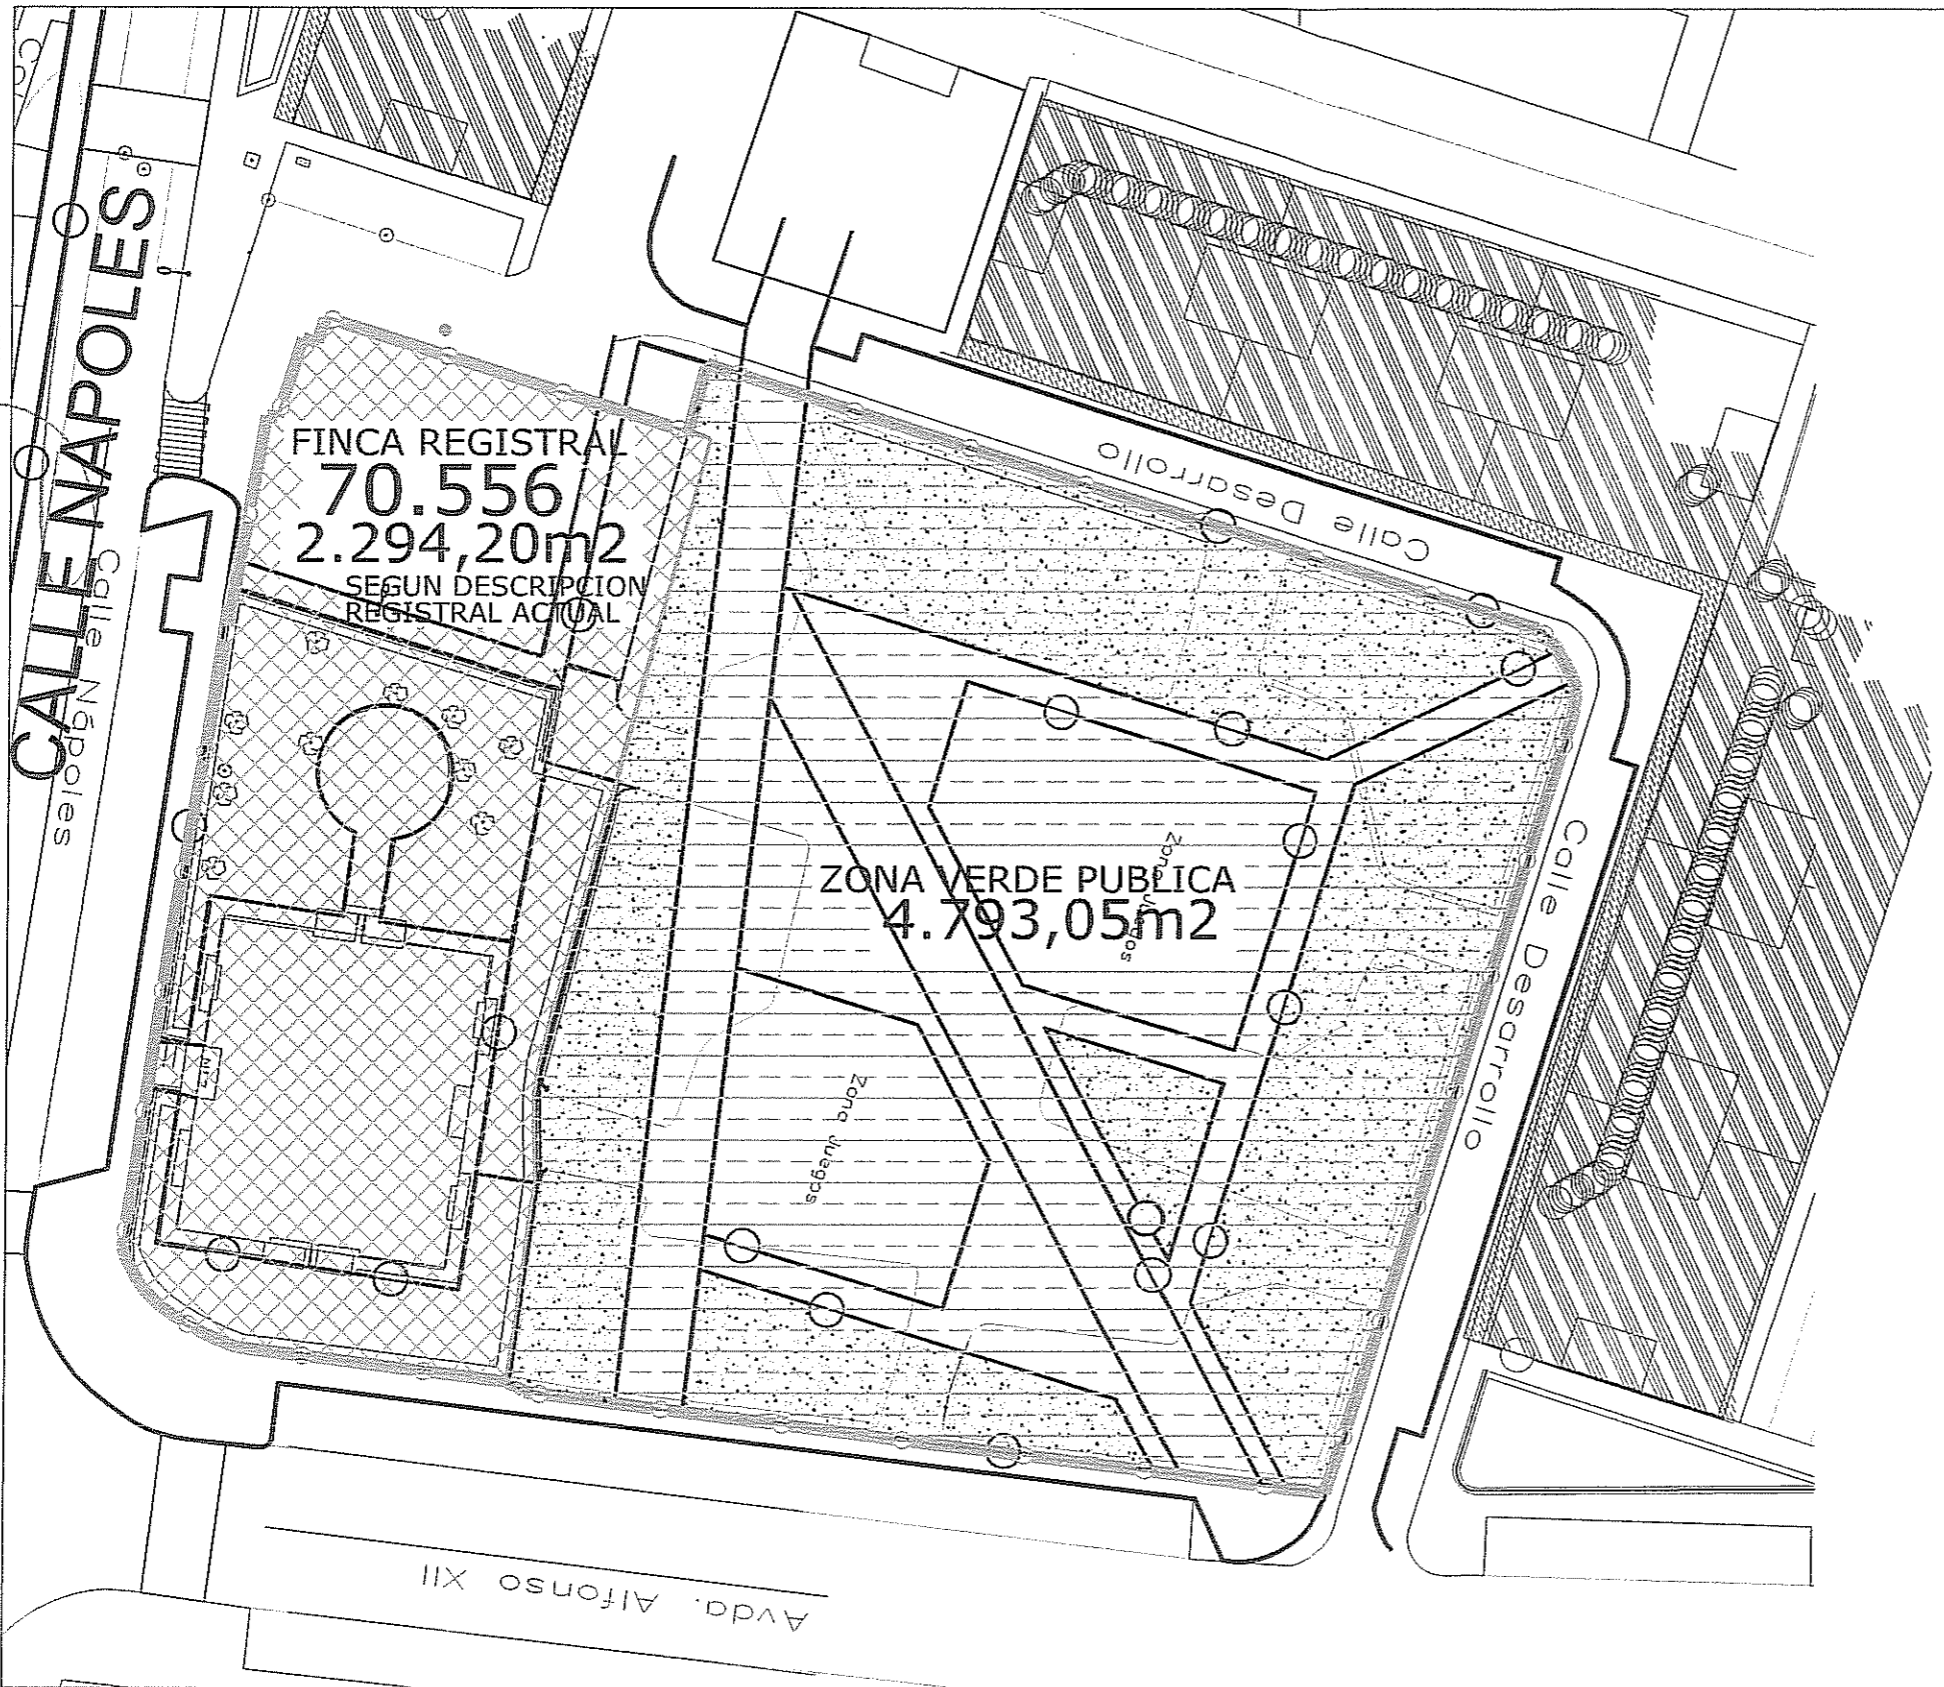 CALLE NAPOLES
Calle Nápoles
FINCA REGISTRAL
70.556
2.294,20m2
SEGUN DESCRIPCION
REGISTRAL ACTUAL
Calle Desarrollo
ZONA VERDE PUBLICA
4.793,05m2
Zona Juegos
Zona Juegos
Calle Desarrollo
Avda. Alfonso XII